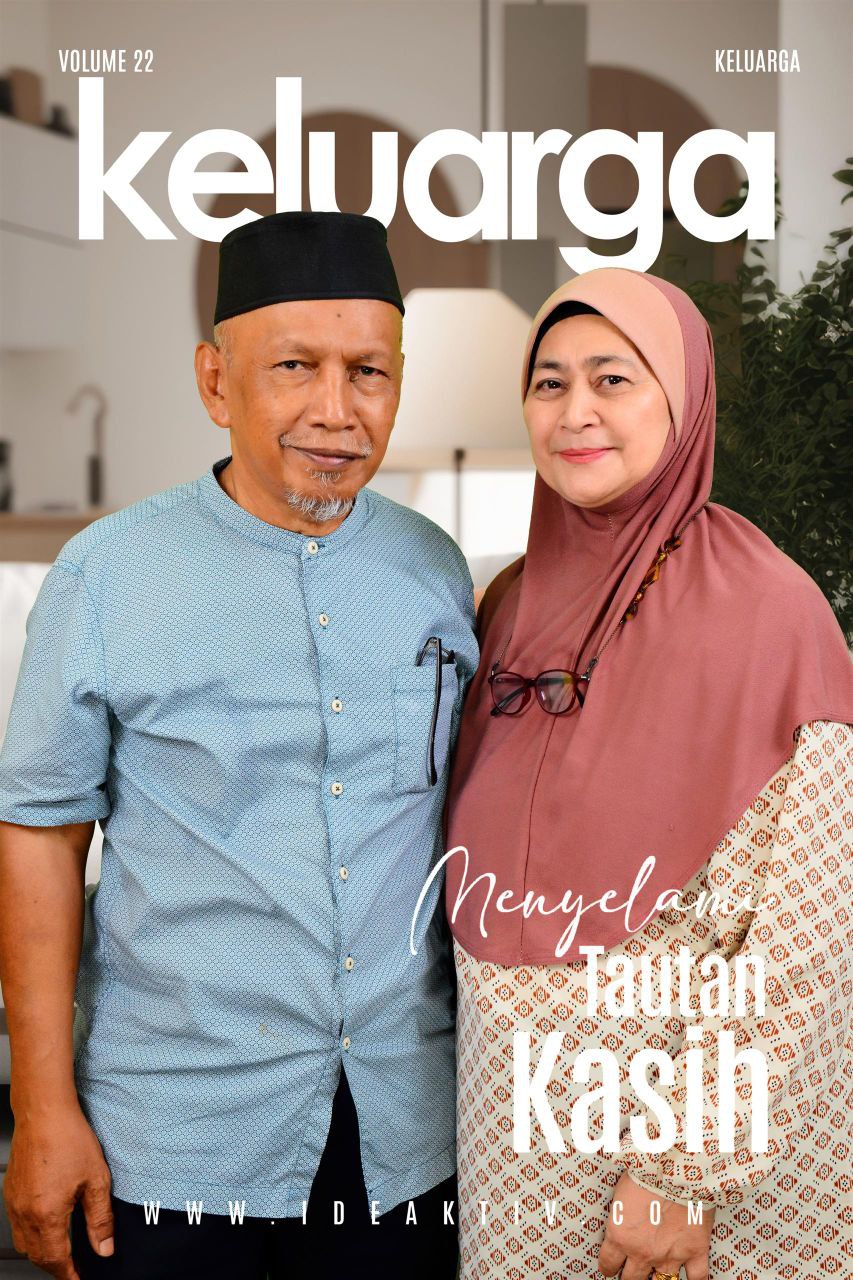 VOLUME 22
KELUARGA
keluarga
Menyelami
Tautan
Kasih
WWW.IDEAKTIV.COM